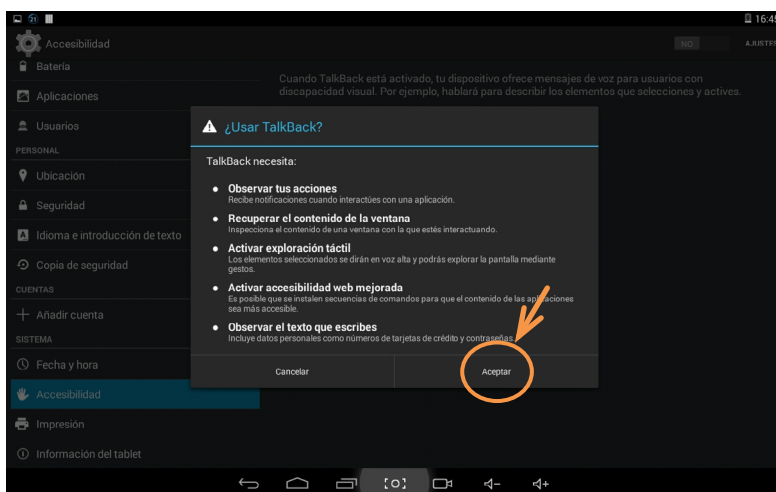 16:45
Accesibilidad
NO
AJUSTES
Batería
Aplicaciones
Usuarios
PERSONAL
Ubicación
Seguridad
Idioma e introducción de texto
Copia de seguridad
CUENTAS
Añadir cuenta
SISTEMA
Fecha y hora
Accesibilidad
Impresión
Información del tablet
Cuando TalkBack está activado, tu dispositivo ofrece mensajes de voz para usuarios con
discapacidad visual. Por ejemplo, hablará para describir los elementos que selecciones y actives.
¿Usar TalkBack?
TalkBack necesita:
Observar tus acciones
Recibe notificaciones cuando interactúes con una aplicación.
Recuperar el contenido de la ventana
Inspecciona el contenido de una ventana con la que estés interactuando.
Activar exploración táctil
Los elementos seleccionados se dirán en voz alta y podrás explorar la pantalla mediante
gestos.
Activar accesibilidad web mejorada
Es posible que se instalen secuencias de comandos para que el contenido de las aplicaciones
sea más accesible.
Observar el texto que escribes
Incluye datos personales como números de tarjetas de crédito y contraseñas.
Cancelar
Aceptar